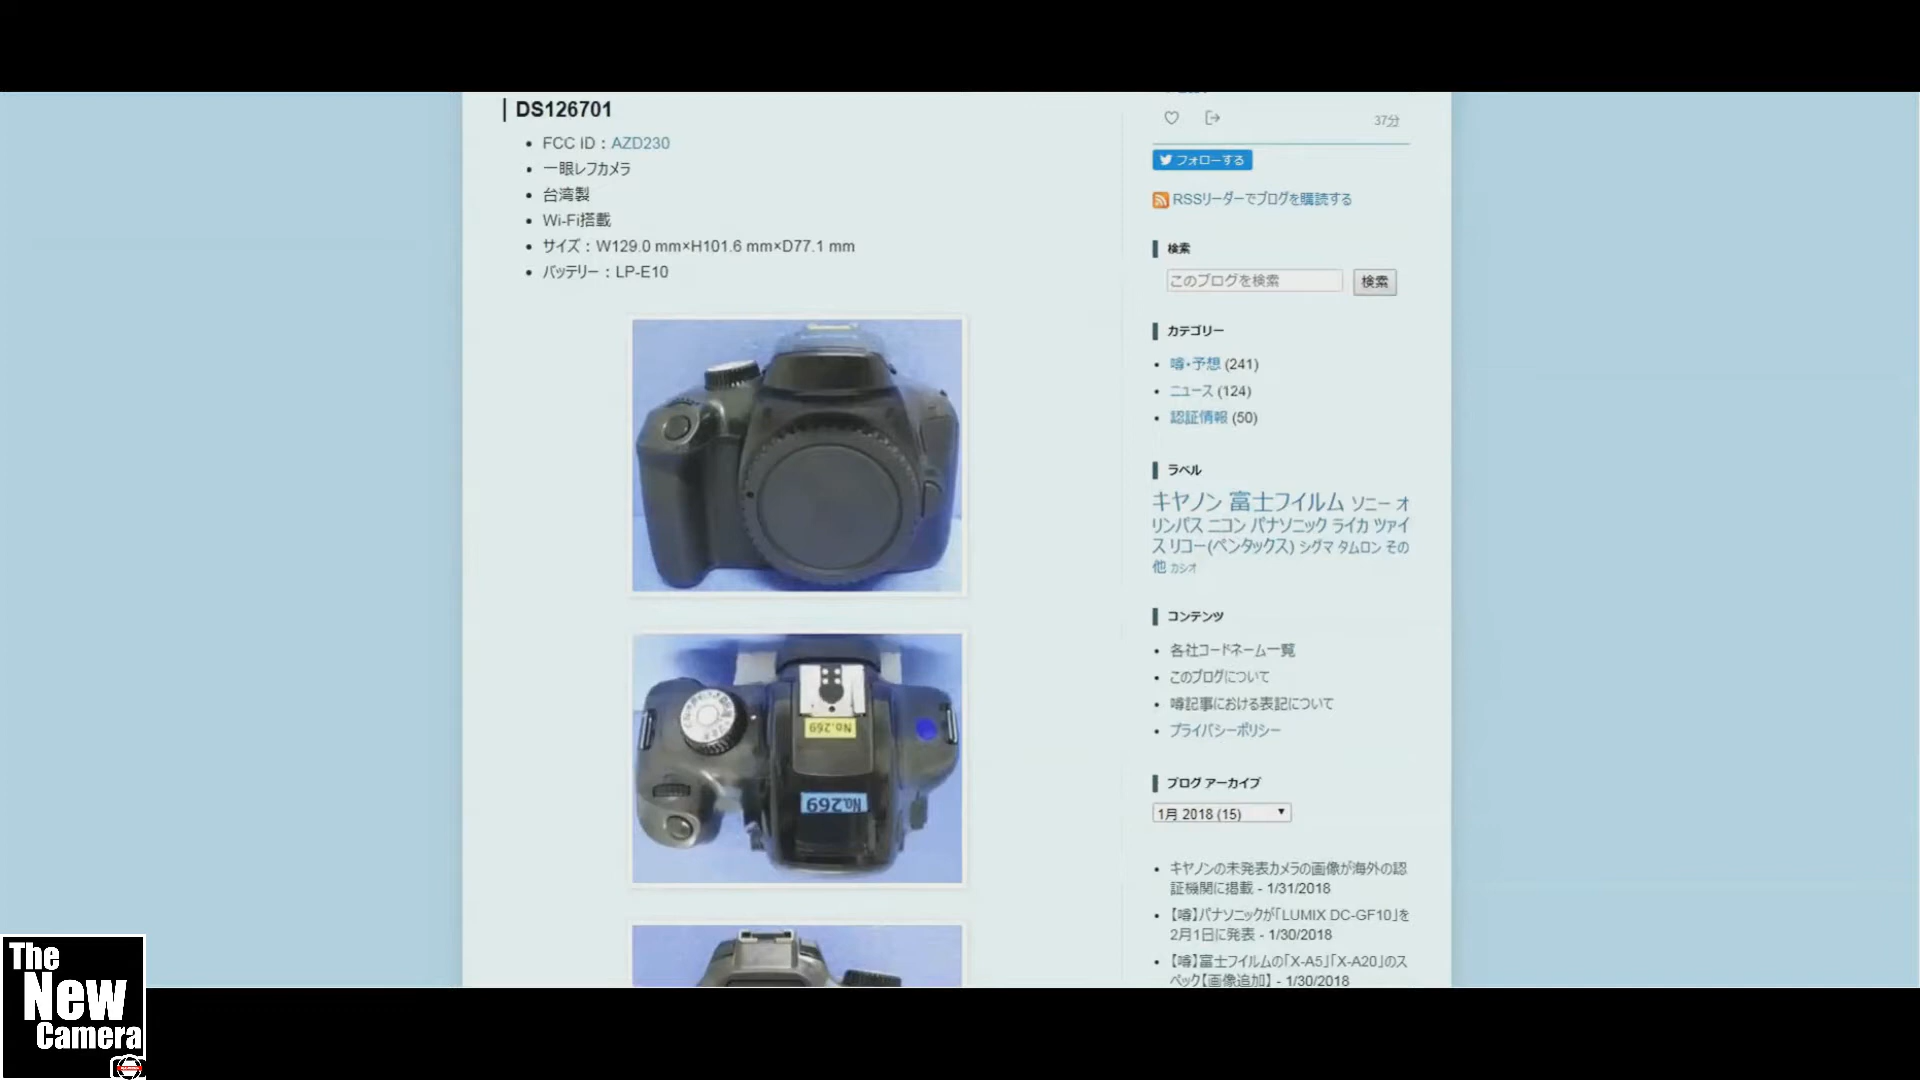 DS126701
FCC ID：AZD230
一眼レフカメラ
台湾製
Wi-Fi搭載
サイズ：W129.0 mm×H101.6 mm×D77.1 mm
バッテリー：LP-E10
No.269
No.269
37分
フォローする
RSSリーダーでブログを購読する
検索
このブログを検索
検索
カテゴリー
噂・予想 (241)
ニュース (124)
認証情報 (50)
ラベル
キヤノン 富士フイルム ソニー オ
リンパス ニコン パナソニック ライカ ツァイ
ス リコー(ペンタックス) シグマ タムロン その
他 カシオ
コンテンツ
各社コードネーム一覧
このブログについて
噂記事における表記について
プライバシーポリシー
ブログ アーカイブ
1月 2018 (15)
キヤノンの未発表カメラの画像が海外の認
証機関に掲載 - 1/31/2018
【噂】パナソニックが「LUMIX DC-GF10」を
2月1日に発表 - 1/30/2018
【噂】富士フイルムの「X-A5」「X-A20」のス
ペック【画像追加】 - 1/30/2018
The
New
Camera